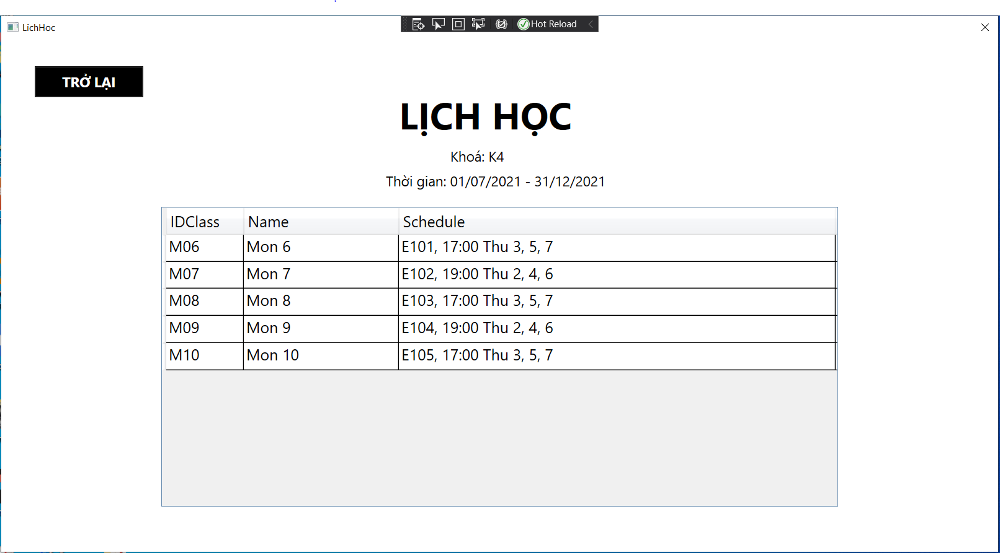 LichHoc
Hot Reload
TRỞ LẠI
LỊCH HỌC
Khoá: K4
Thời gian: 01/07/2021 - 31/12/2021
IDClass Name Schedule
M06 Mon 6 E101, 17:00 Thu 3, 5, 7
M07 Mon 7 E102, 19:00 Thu 2, 4, 6
M08 Mon 8 E103, 17:00 Thu 3, 5, 7
M09 Mon 9 E104, 19:00 Thu 2, 4, 6
M10 Mon 10 E105, 17:00 Thu 3, 5, 7